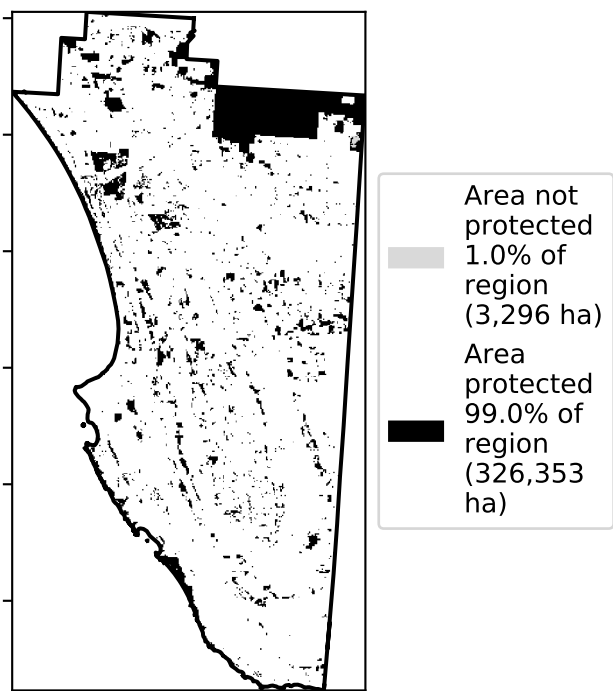 Area not
protected
1.0% of
region
(3,296 ha)
Area
protected
99.0% of
region
(326,353
ha)